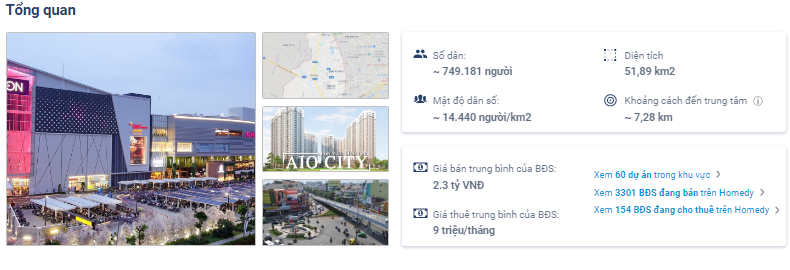 Tổng quan
Số dân:
~ 749.181 người
Diện tích
51,89 km2
Mật độ dân số:
~ 14.440 người/km2
Khoảng cách đến trung tâm
~ 7,28 km
AIO CITY
Giá bán trung bình của BĐS:
2.3 tỷ VNĐ
Giá thuê trung bình của BĐS:
9 triệu/tháng
Xem 60 dự án trong khu vực
Xem 3301 BĐS đang bán trên Homedy
Xem 154 BĐS đang cho thuê trên Homedy